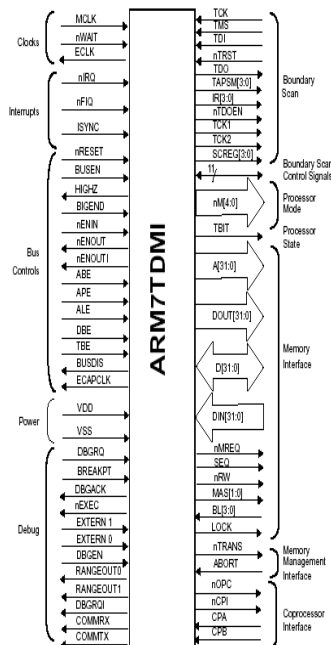 Clocks
MCLK
nWAIT
ECLK
Interrupts
nIRQ
nFIQ
ISYNC
Bus
Controls
nRESET
BUSEN
HIGHZ
BIGEND
nENIN
nENOUT
nENOUTI
ABE
APE
ALE
DBE
TBE
BUSDIS
ECAPCLK
Power
VDD
VSS
Debug
DBGRQ
BREAKPT
DBGACK
nEXEC
EXTERN 1
EXTERN 0
DBGEN
RANGEOUT0
RANGEOUT1
DBGRQI
COMMRX
COMMTX
ARM7TDMI
TCK
TMS
TDI
nTRST
TDO
TAPSM[3:0]
IR[3:0]
nTDOEN
TCK1
TCK2
SCREG[3:0]
Boundary
Scan
11
Boundary Scan
Control Signals
nM[4:0]
Processor
Mode
TBIT
Processor
State
A[31:0]
DOUT[31:0]
D[31:0]
DIN[31:0]
nMREQ
SEQ
nRW
MAS[1:0]
BL[3:0]
LOCK
Memory
Interface
nTRANS
ABORT
Memory
Management
Interface
nOPC
nCPI
CPA
CPB
Coprocessor
Interface